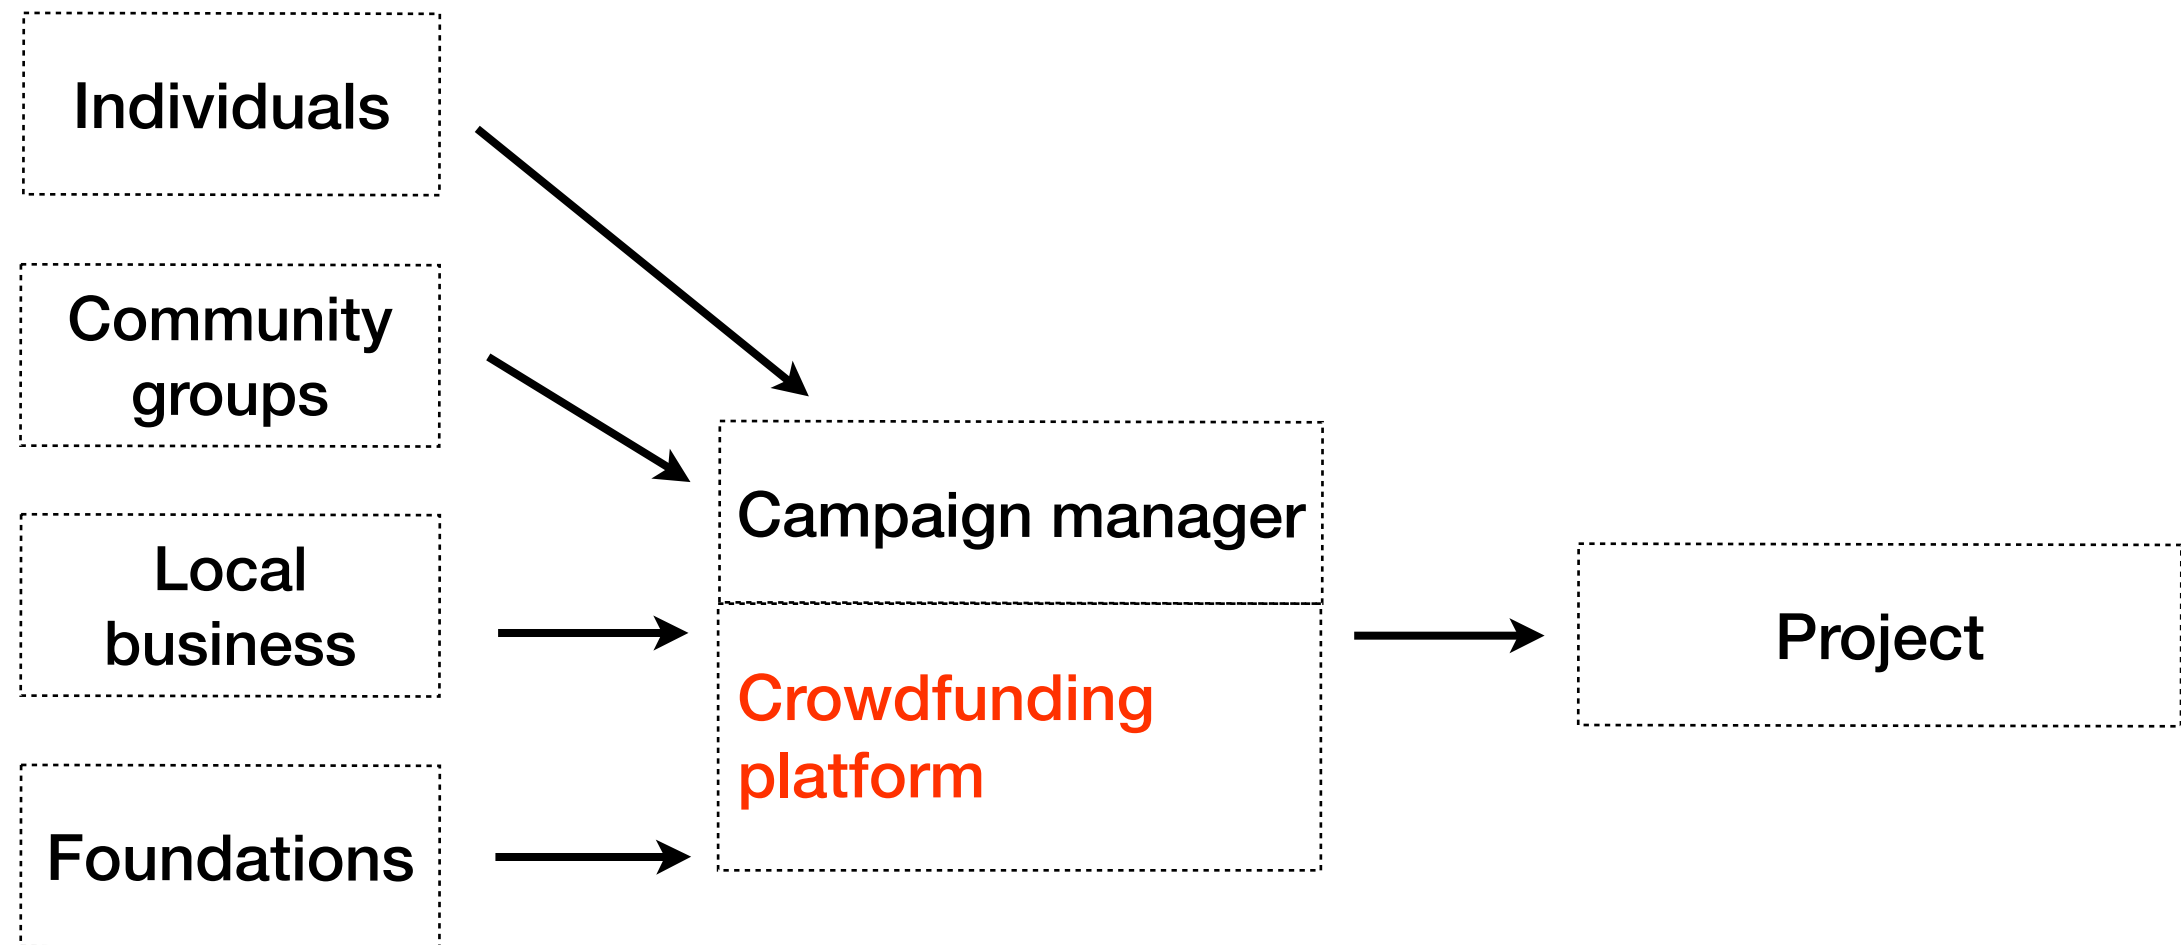 Individuals
Community
groups
Local
business
Foundations
Campaign manager
Crowdfunding
platform
Project